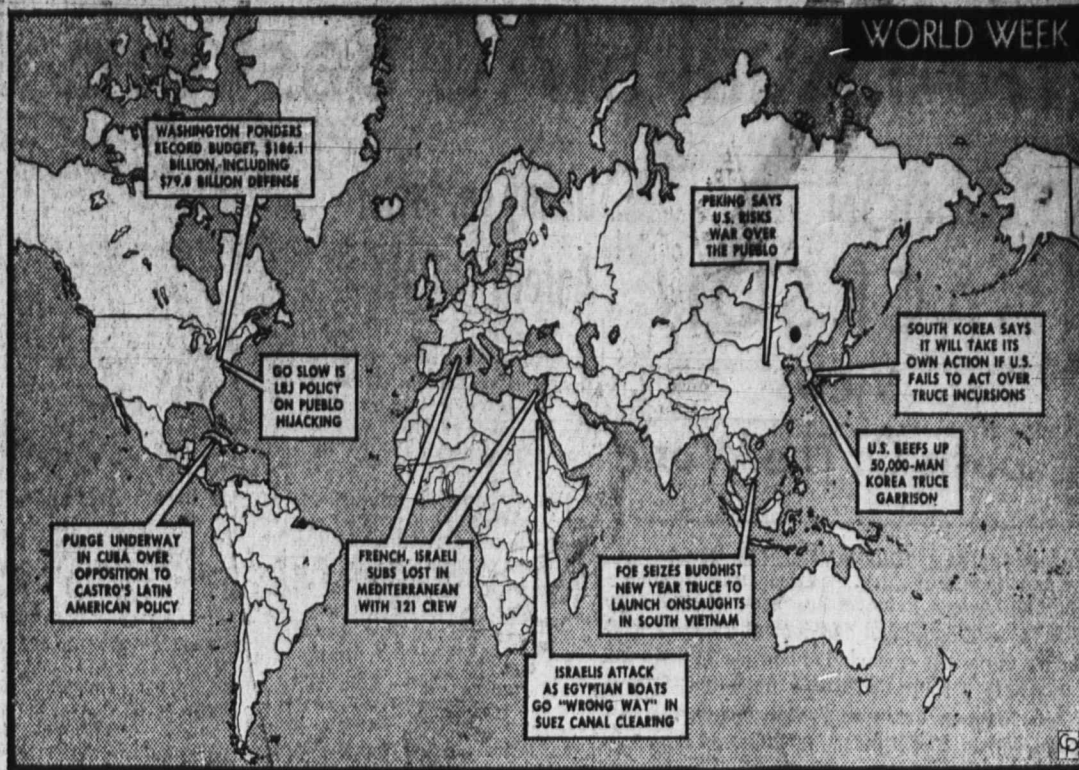 WORLD WEEK
WASHINGTON PONDERS
RECORD BUDGET, $186.1
BILLION, INCLUDING
$79.8 BILLION DEFENSE
PEKING SAYS
U.S. RISKS
WAR OVER
THE PUEBLO
GO SLOW IS
LBJ POLICY
ON PUEBLO
HIJACKING
SOUTH KOREA SAYS
IT WILL TAKE ITS
OWN ACTION IF U.S.
FAILS TO ACT OVER
TRUCE INCURSIONS
U.S. BEEFS UP
50,000-MAN
KOREA TRUCE
GARRISON
PURGE UNDERWAY
IN CUBA OVER
OPPOSITION TO
CASTRO'S LATIN
AMERICAN POLICY
FRENCH, ISRAELI
SUBS LOST IN
MEDITERRANEAN
WITH 121 CREW
FOE SEIZES BUDDHIST
NEW YEAR TRUCE TO
LAUNCH ONSLAUGHTS
IN SOUTH VIETNAM
ISRAELIS ATTACK
AS EGYPTIAN BOATS
GO "WRONG WAY" IN
SUEZ CANAL CLEARING
CP